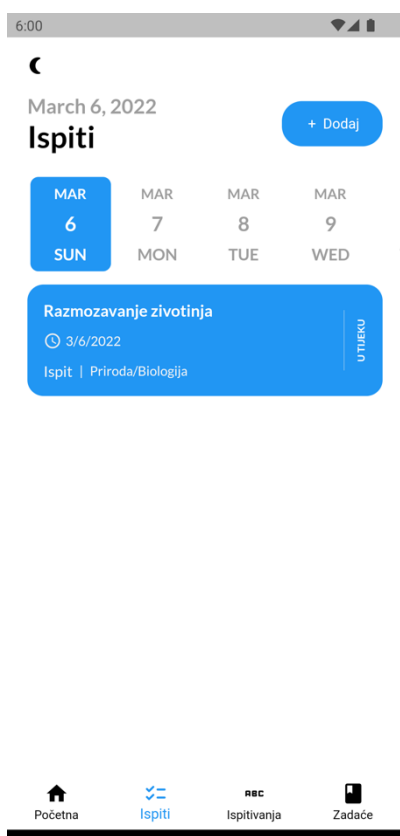 6:00
March 6, 2022
Ispiti
+ Dodaj
MAR MAR MAR MAR
6 7 8 9
SUN MON TUE WED
Razmozavanje zivotinja
3/6/2022
Ispit | Priroda/Biologija
U TIJEKU
ABC
Početna Ispiti Ispitivanja Zadaće